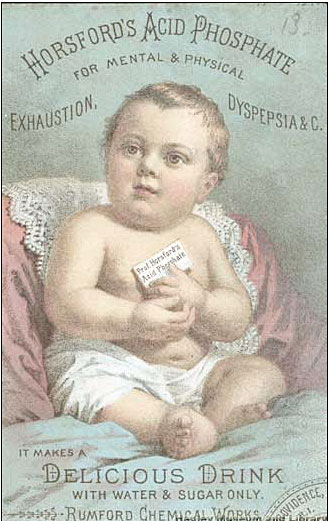 13
HORSFORD'S ACID PHOSPHATE
FOR MENTAL & PHYSICAL
EXHAUSTION,
DYSPEPSIA & C.
Prof. Horsford's
Acid Phosphate
IT MAKES A
DELICIOUS DRINK
WITH WATER & SUGAR ONLY.
RUMFORD CHEMICAL WORKS.
PROVIDENCE,
R.I.